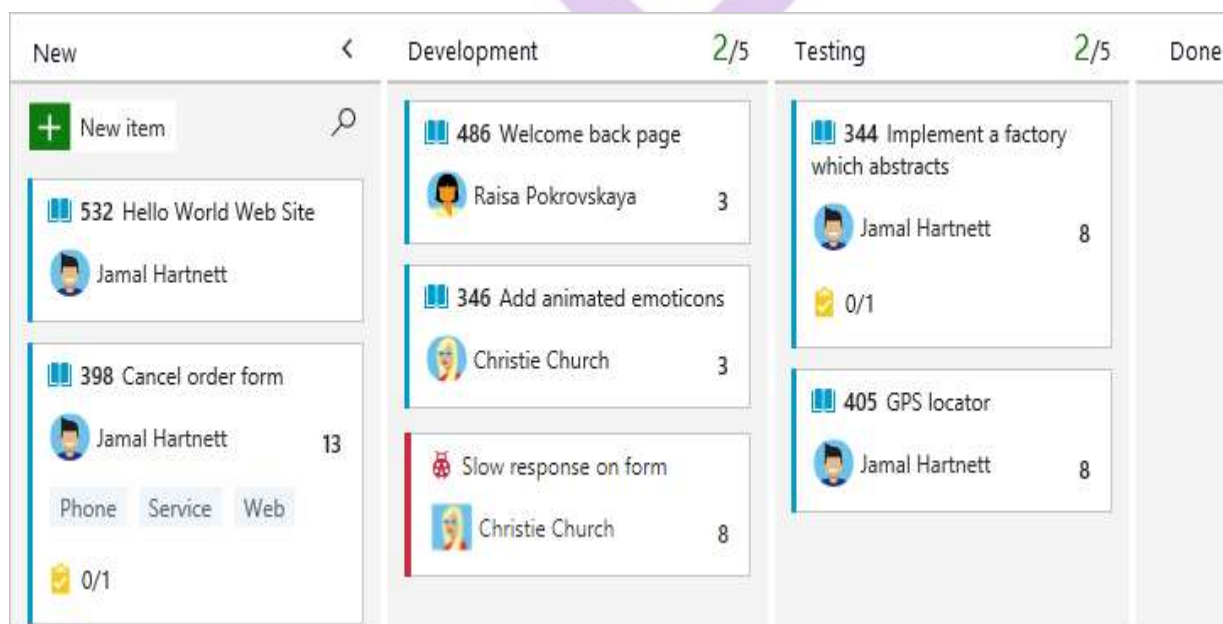 New
New item
532 Hello World Web Site
Jamal Hartnett
398 Cancel order form
Jamal Hartnett 13
Phone Service Web
0/1
Development 2/5
486 Welcome back page
Raisa Pokrovskaya 3
346 Add animated emoticons
Christie Church 3
Slow response on form
Christie Church 8
Testing 2/5
344 Implement a factory
which abstracts
Jamal Hartnett 8
0/1
405 GPS locator
Jamal Hartnett 8
Done